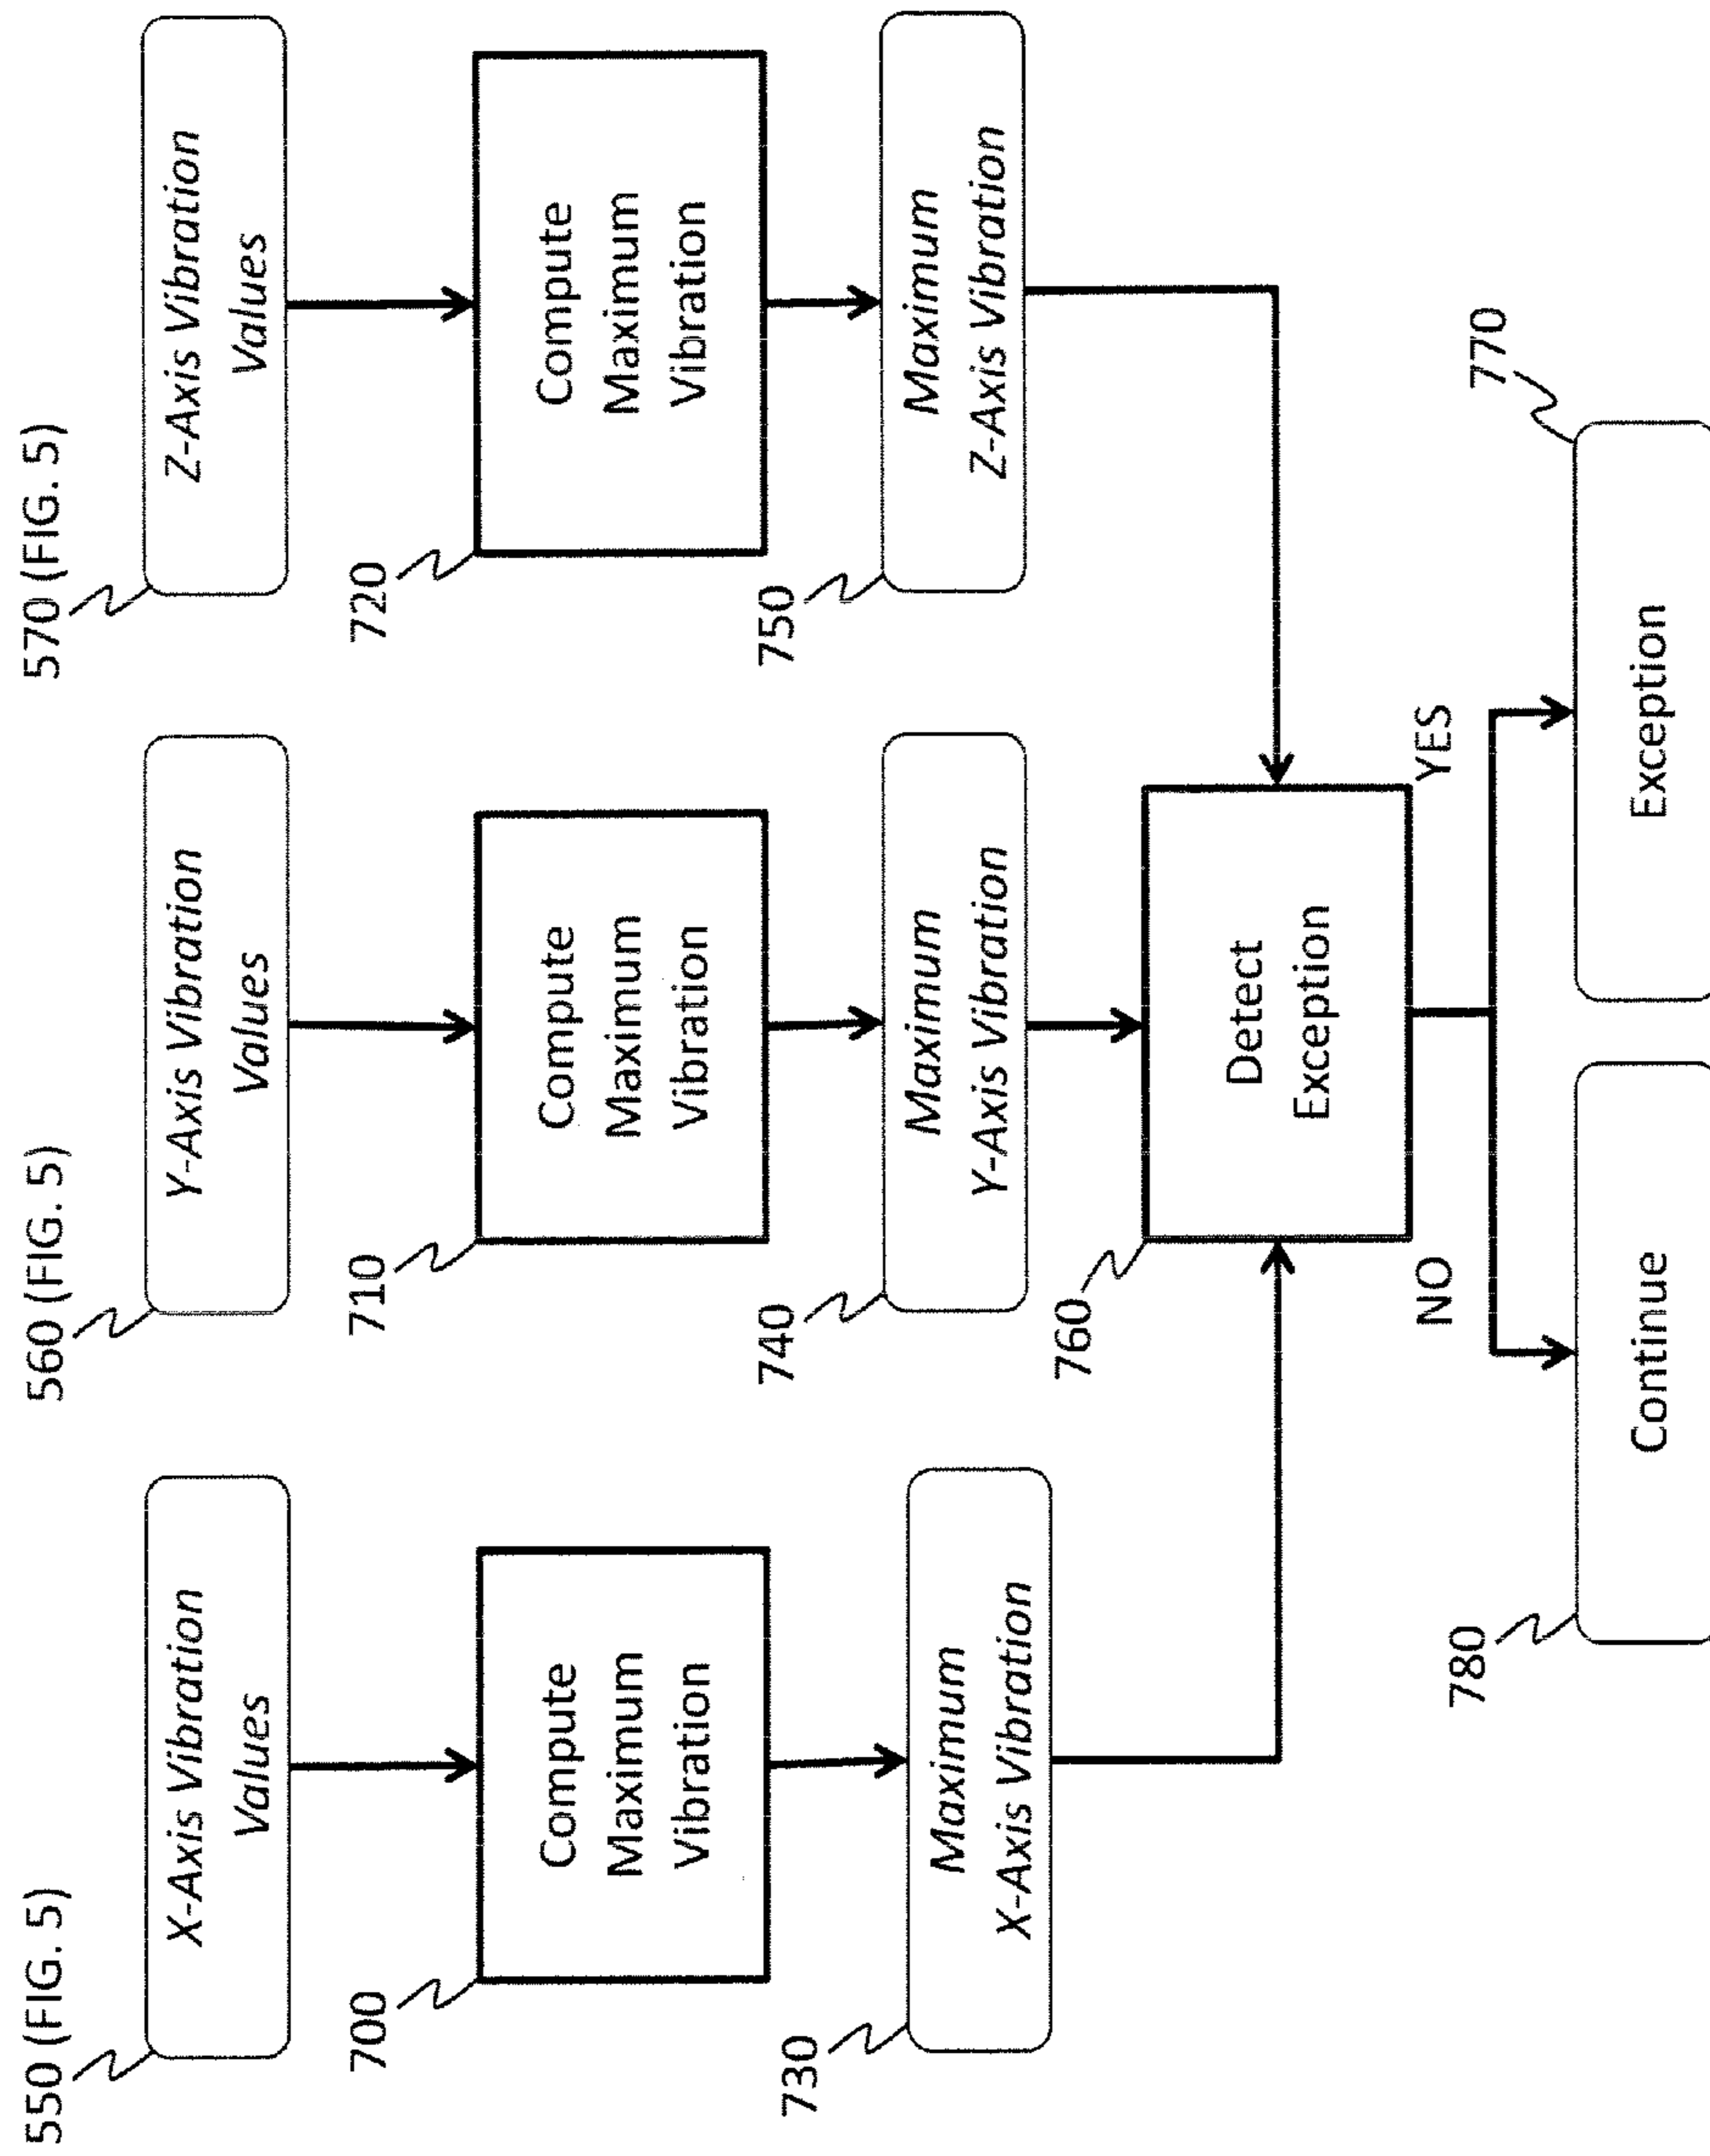 550 (FIG. 5)
560 (FIG. 5)
570 (FIG. 5)
X-Axis Vibration
Values
Y-Axis Vibration
Values
Z-Axis Vibration
Values
700
Compute
Maximum
Vibration
710
Compute
Maximum
Vibration
720
Compute
Maximum
Vibration
730
Maximum
X-Axis Vibration
740
Maximum
Y-Axis Vibration
750
Maximum
Z-Axis Vibration
760
Detect
Exception
NO
YES
780
Continue
770
Exception